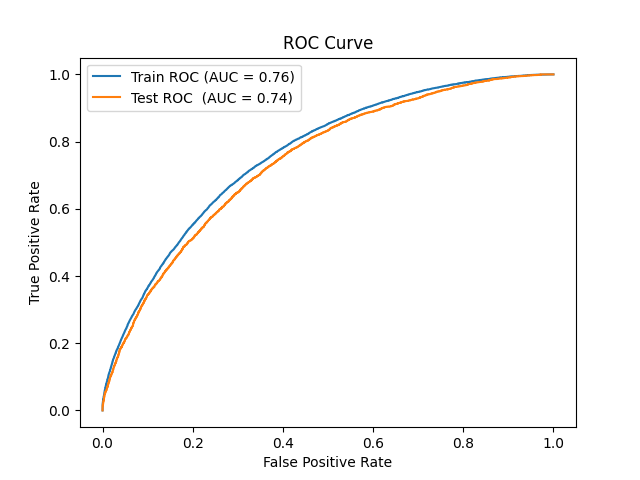 ROC Curve
Train ROC (AUC = 0.76)
Test ROC  (AUC = 0.74)
True Positive Rate
1.0
0.8
0.6
0.4
0.2
0.0
0.0 0.2 0.4 0.6 0.8 1.0
False Positive Rate